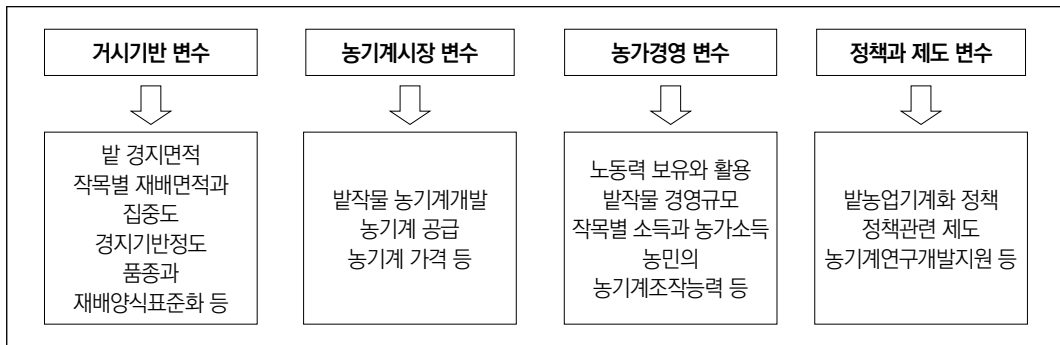 거시기반 변수
밭 경지면적
작목별 재배면적과
집중도
경지기반정도
품종과
재배양식표준화 등
농기계시장 변수
밭작물 농기계개발
농기계 공급
농기계 가격 등
농가경영 변수
노동력 보유와 활용
밭작물 경영규모
작목별 소득과 농가소득
농민의
농기계조작능력 등
정책과 제도 변수
밭농업기계화 정책
정책관련 제도
농기계연구개발지원 등